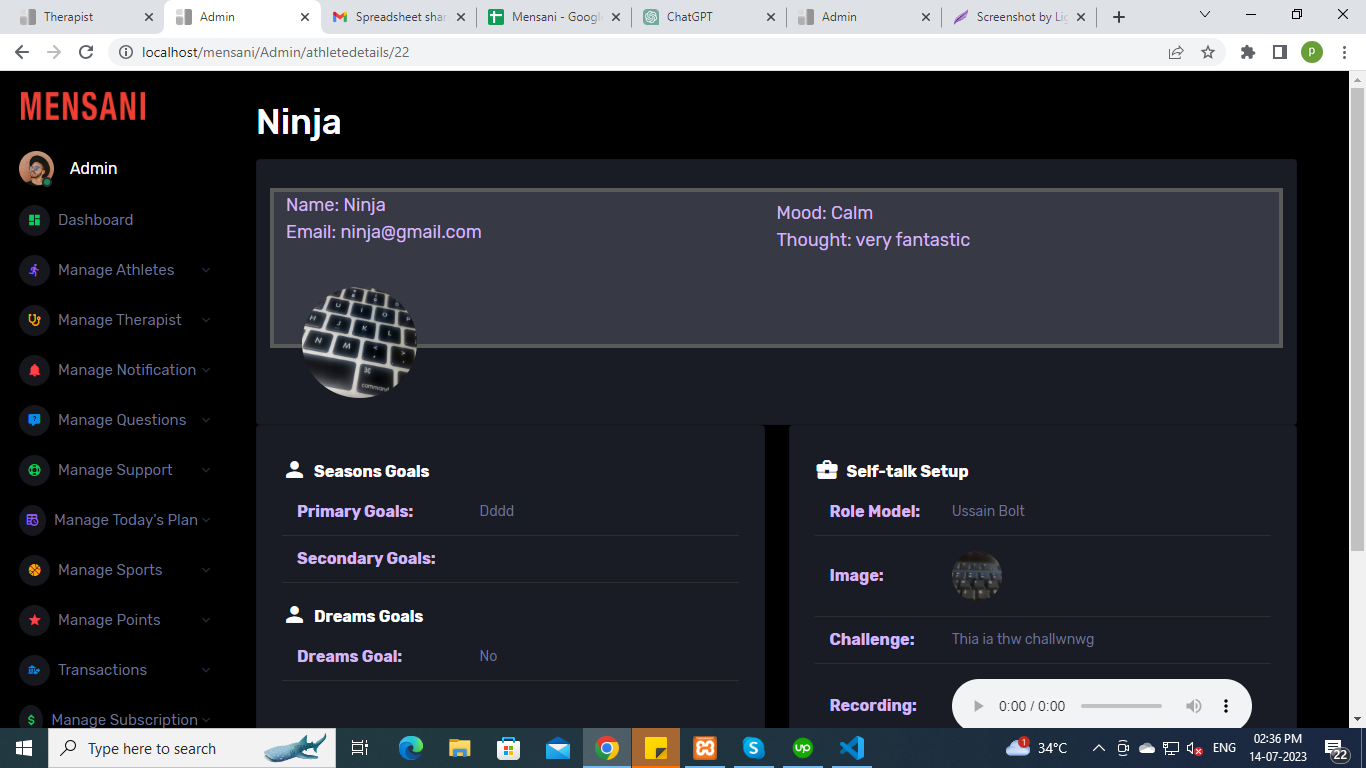 Therapist
Admin
Gmail Spreadsheet shar
Mensani - Googl
ChatGPT
Admin
Screenshot by Lig
localhost/mensani/Admin/athletedetails/22
p
MENSANI
Admin
Dashboard
Manage Athletes
Manage Therapist
Manage Notification
Manage Questions
Manage Support
Manage Today's Plan
Manage Sports
Manage Points
Transactions
Manage Subscription
Ninja
Name: Ninja
Email: ninja@gmail.com
Mood: Calm
Thought: very fantastic
Seasons Goals
Primary Goals: Dddd
Secondary Goals:
Dreams Goals
Dreams Goal: No
Self-talk Setup
Role Model: Ussain Bolt
Image:
Challenge: Thia ia thw challwnwg
Recording: 0:00 / 0:00
Type here to search
up
1
34°C
ENG
02:36 PM
14-07-2023
22